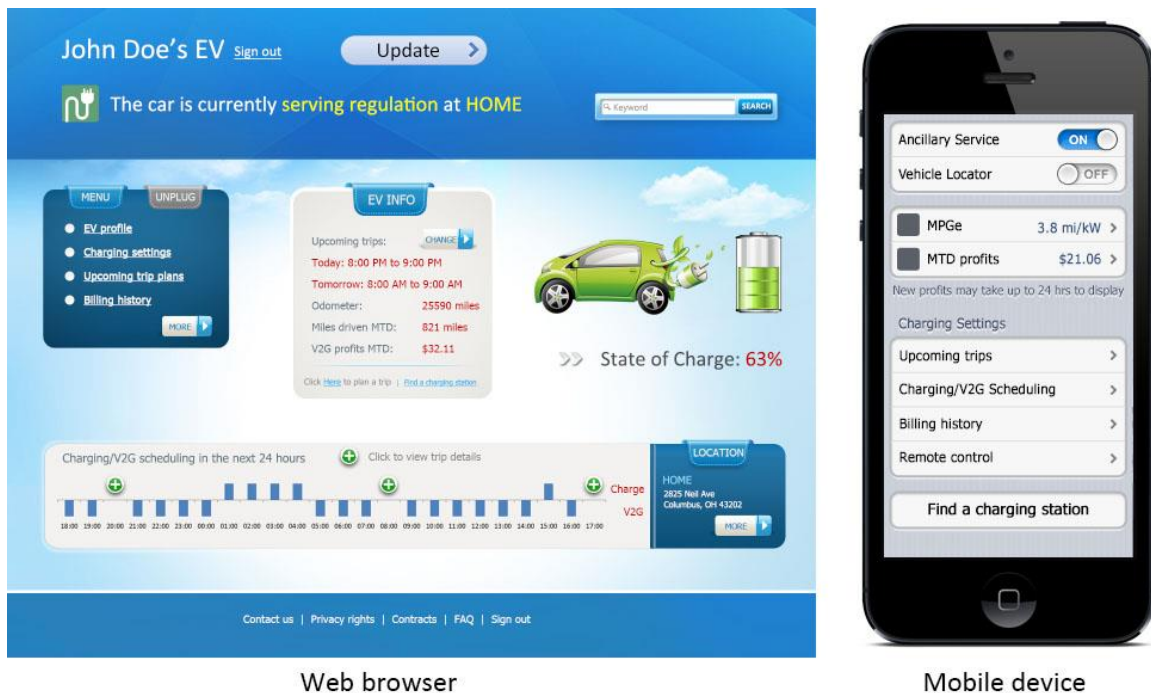 John Doe's EV Sign out
Update
The car is currently serving regulation at HOME
Keyword
SEARCH
MENU
UNPLUG
EV profile
Charging settings
Upcoming trip plans
Billing history
MORE
EV INFO
Upcoming trips:
CHANGE
Today: 8:00 PM to 9:00 PM
Tomorrow: 8:00 AM to 9:00 AM
Odometer: 25590 miles
Miles driven MTD: 821 miles
V2G profits MTD: $32.11
Click Here to plan a trip | Find a charging station
State of Charge: 63%
Charging/V2G scheduling in the next 24 hours
Click to view trip details
Charge
V2G
18:00 19:00 20:00 21:00 22:00 23:00 00:00 01:00 02:00 03:00 04:00 05:00 06:00 07:00 08:00 09:00 10:00 11:00 12:00 13:00 14:00 15:00 16:00 17:00
LOCATION
HOME
2825 Neil Ave
Columbus, OH 43202
MORE
Contact us | Privacy rights | Contracts | FAQ | Sign out
Web browser
Ancillary Service ON
Vehicle Locator OFF
MPGe 3.8 mi/kW
MTD profits $21.06
New profits may take up to 24 hrs to display
Charging Settings
Upcoming trips
Charging/V2G Scheduling
Billing history
Remote control
Find a charging station
Mobile device